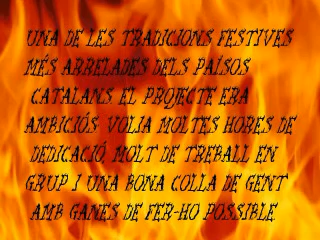 UNA DE LES TRADICIONS FESTIVES
MÉS ARRELADES DELS PAÏSOS
CATALANS. EL PROJECTE ERA
AMBICIÓS: VOLIA MOLTES HORES DE
DEDICACIÓ, MOLT DE TREBALL EN
GRUP I UNA BONA COLLA DE GENT
AMB GANES DE FER-HO POSSIBLE.